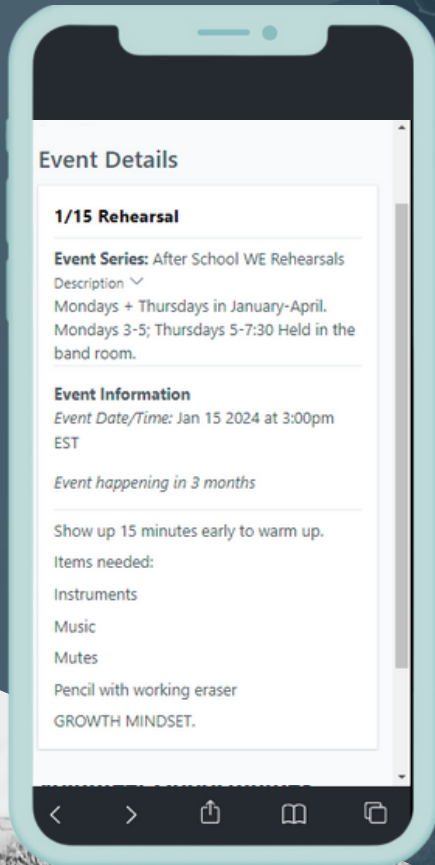 Event Details
1/15 Rehearsal
Event Series: After School WE Rehearsals
Description
Mondays + Thursdays in January-April.
Mondays 3-5; Thursdays 5-7:30 Held in the
band room.
Event Information
Event Date/Time: Jan 15 2024 at 3:00pm
EST
Event happening in 3 months
Show up 15 minutes early to warm up.
Items needed:
Instruments
Music
Mutes
Pencil with working eraser
GROWTH MINDSET.